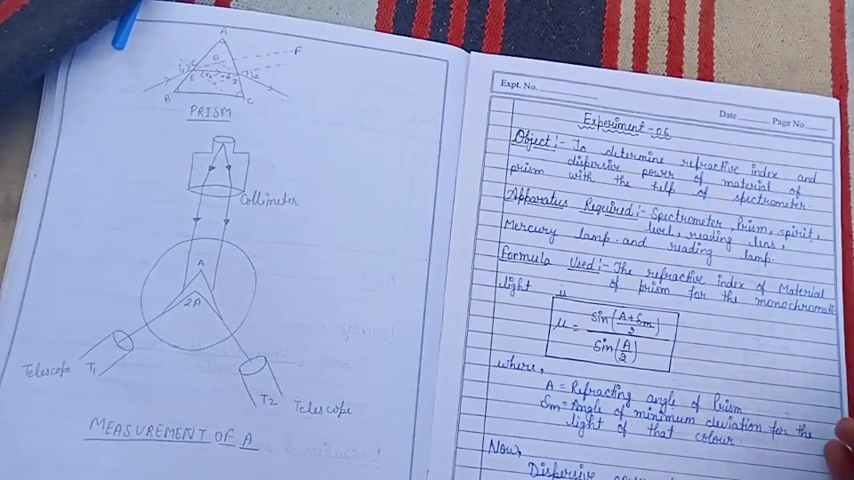 A
F
B
C
PRISM
Collimeter
A
2A
Telescope
T1
T2
Telescope
MEASUREMENT OF A
Expt. No.
Date
Page No.
Experiment - 06
Object :- To determine refractive index and
dispersive power of material of
prism with the help of spectrometer.
Apparatus Required :- Spectrometer, Prism, spirit,
level, reading lens,
Mercury lamp and reading lamp.
Formula Used :- The refractive index of Material
of prism for the monochromatic
light μ
μ = sin(A+δm/2) / sin(A/2)
where,
A = Refracting angle of Prism
δm = Angle of minimum deviation for the
light of that colour
Now,
Dispersive